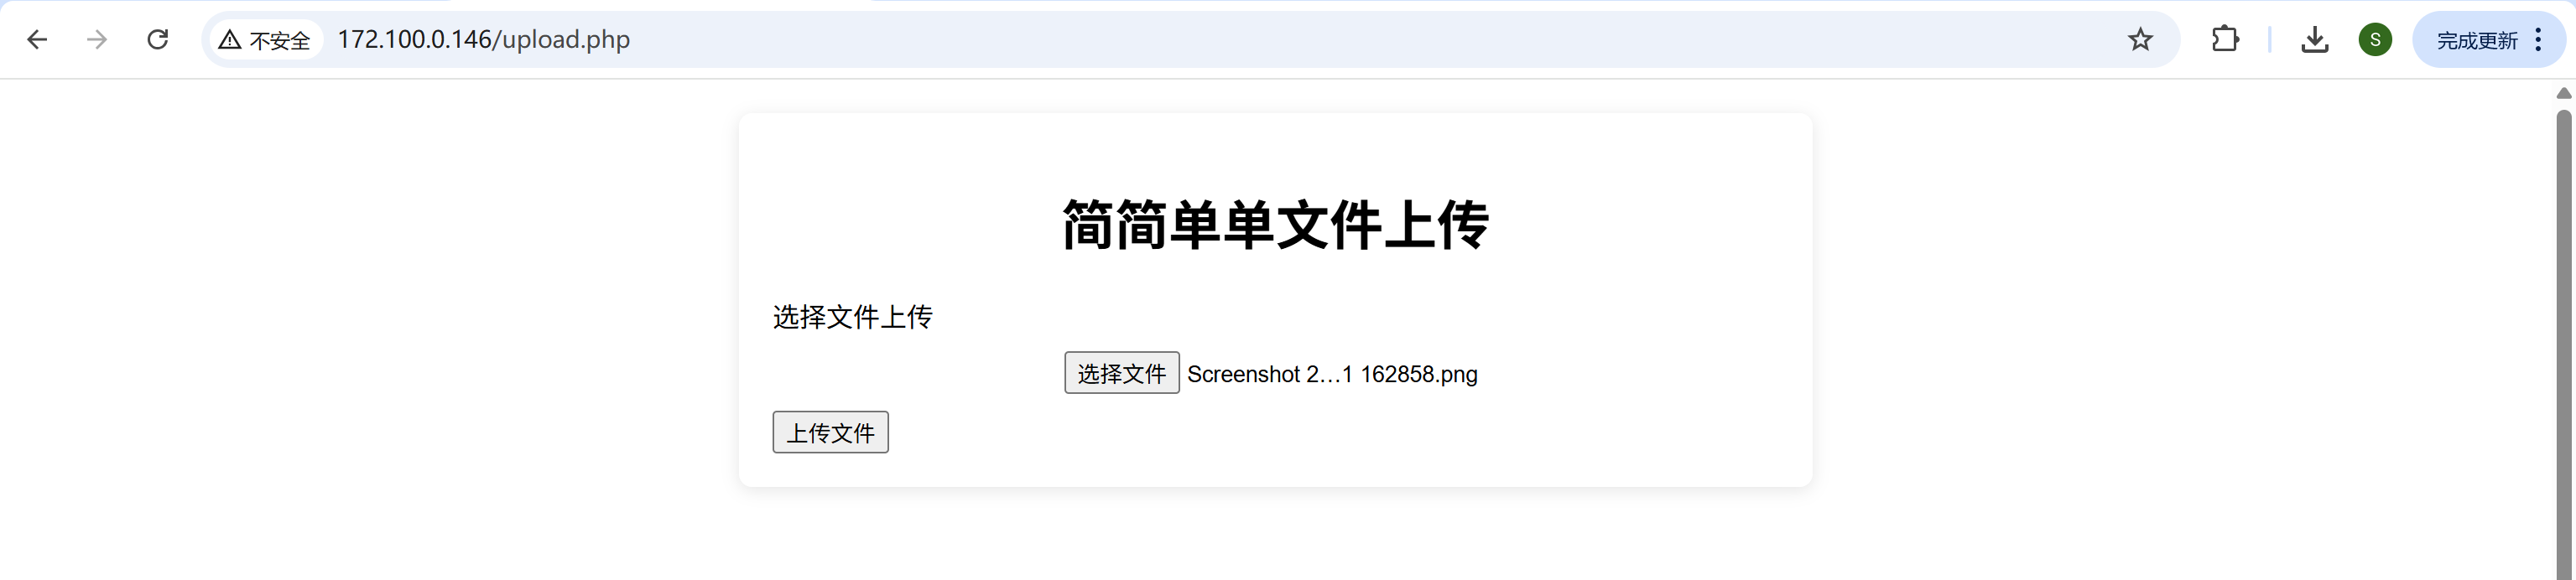 不安全 172.100.0.146/upload.php S 完成更新
简简单单文件上传
选择文件上传
选择文件 Screenshot 2...1 162858.png
上传文件